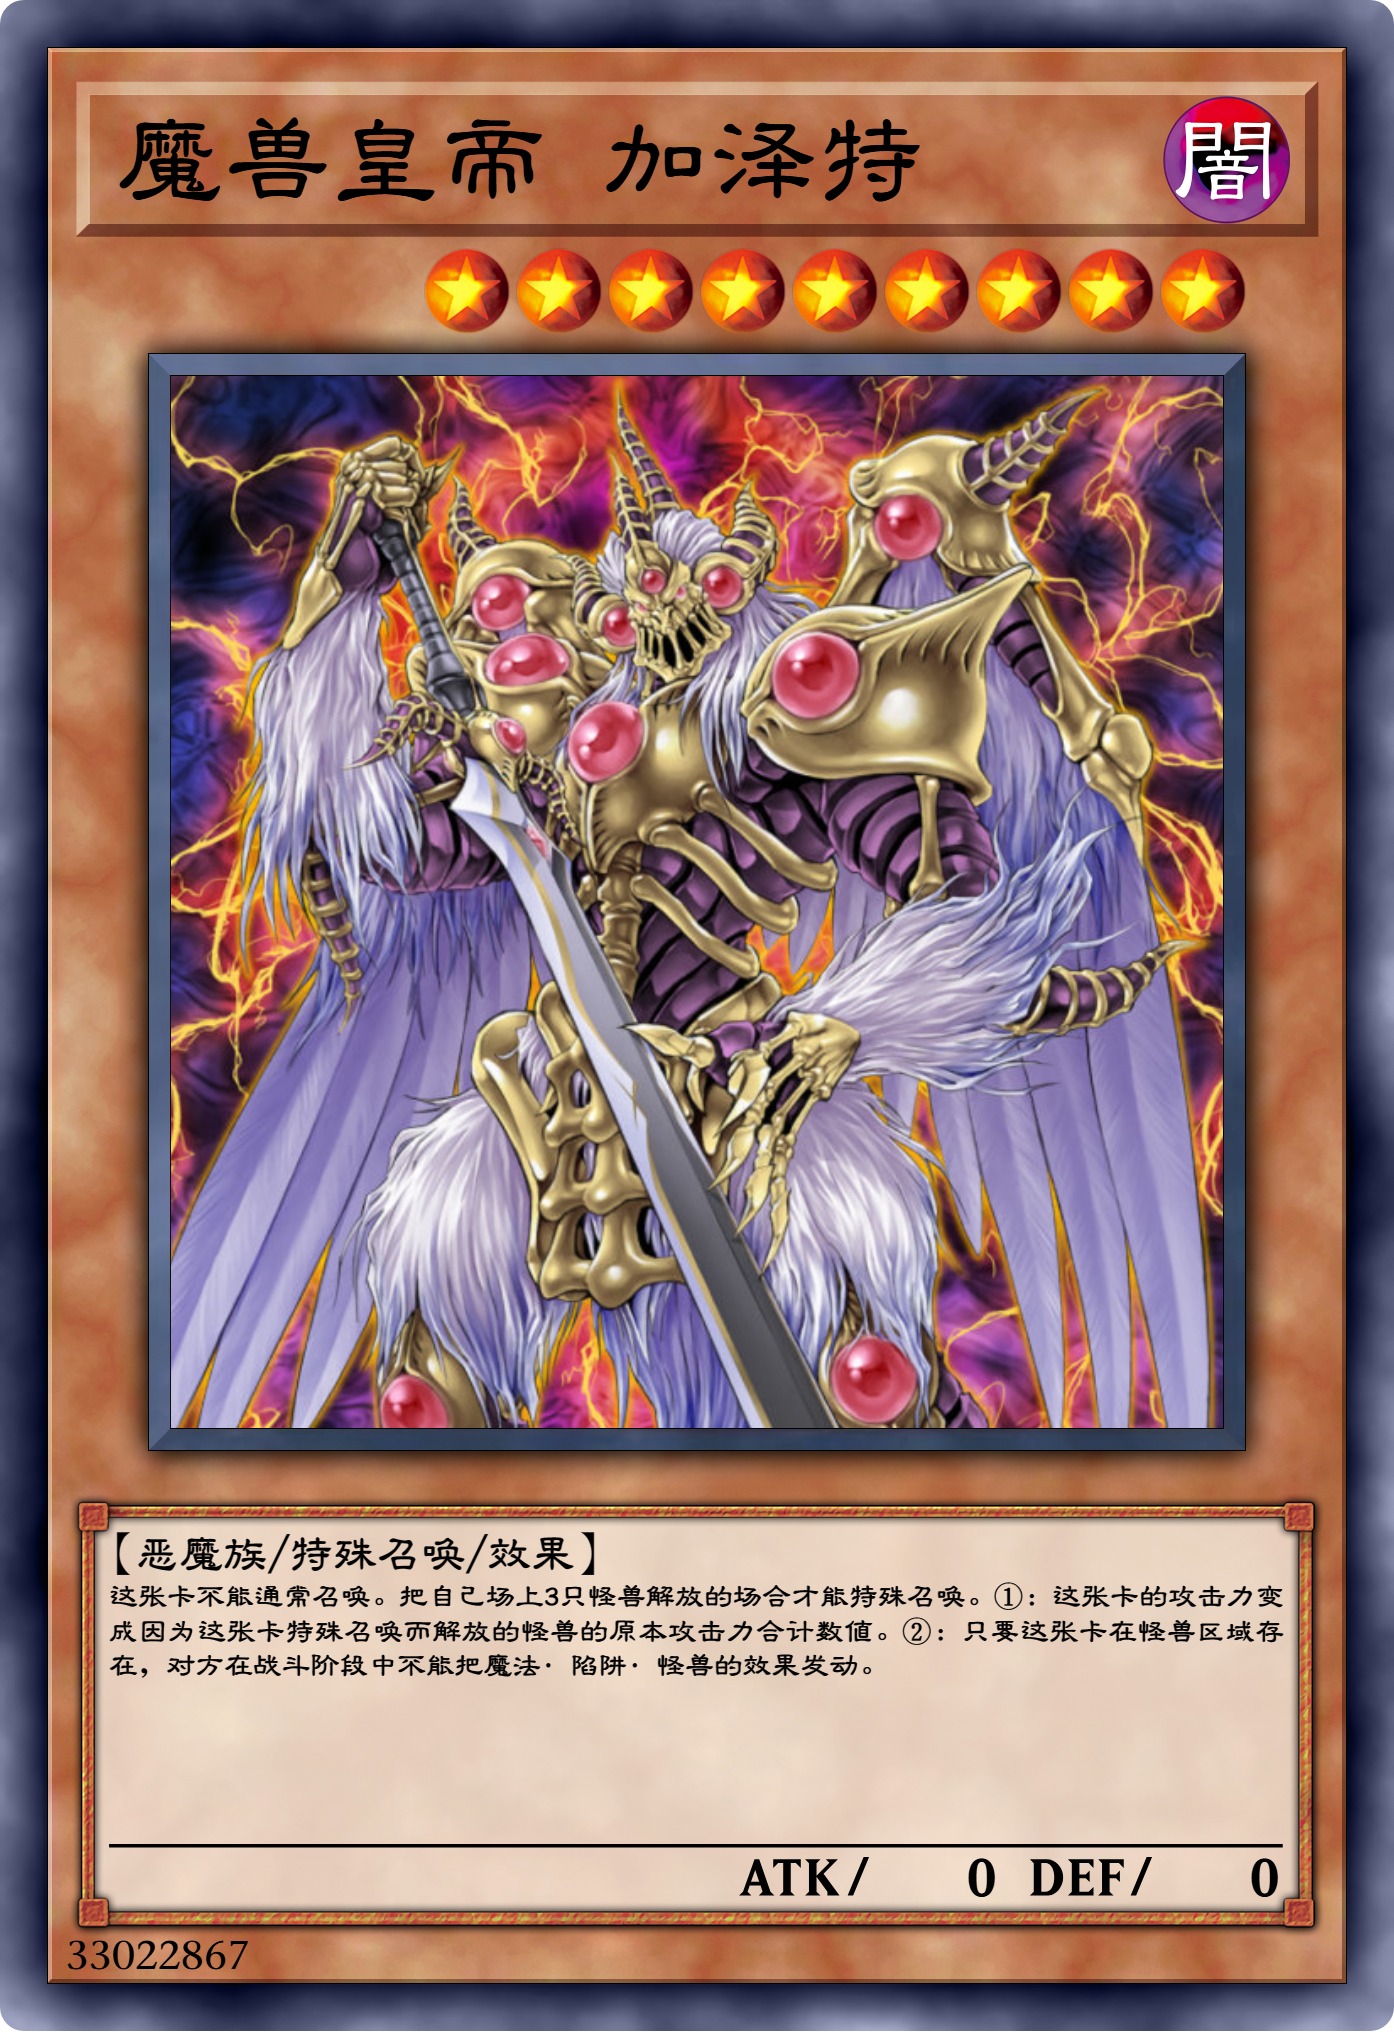 魔兽皇帝 加泽特
闇
【恶魔族/特殊召唤/效果】
这张卡不能通常召唤。把自己场上3只怪兽解放的场合才能特殊召唤。①：这张卡的攻击力变
成因为这张卡特殊召唤而解放的怪兽的原本攻击力合计数值。②：只要这张卡在怪兽区域存
在，对方在战斗阶段中不能把魔法·陷阱·怪兽的效果发动。
ATK/ 0 DEF/ 0
33022867